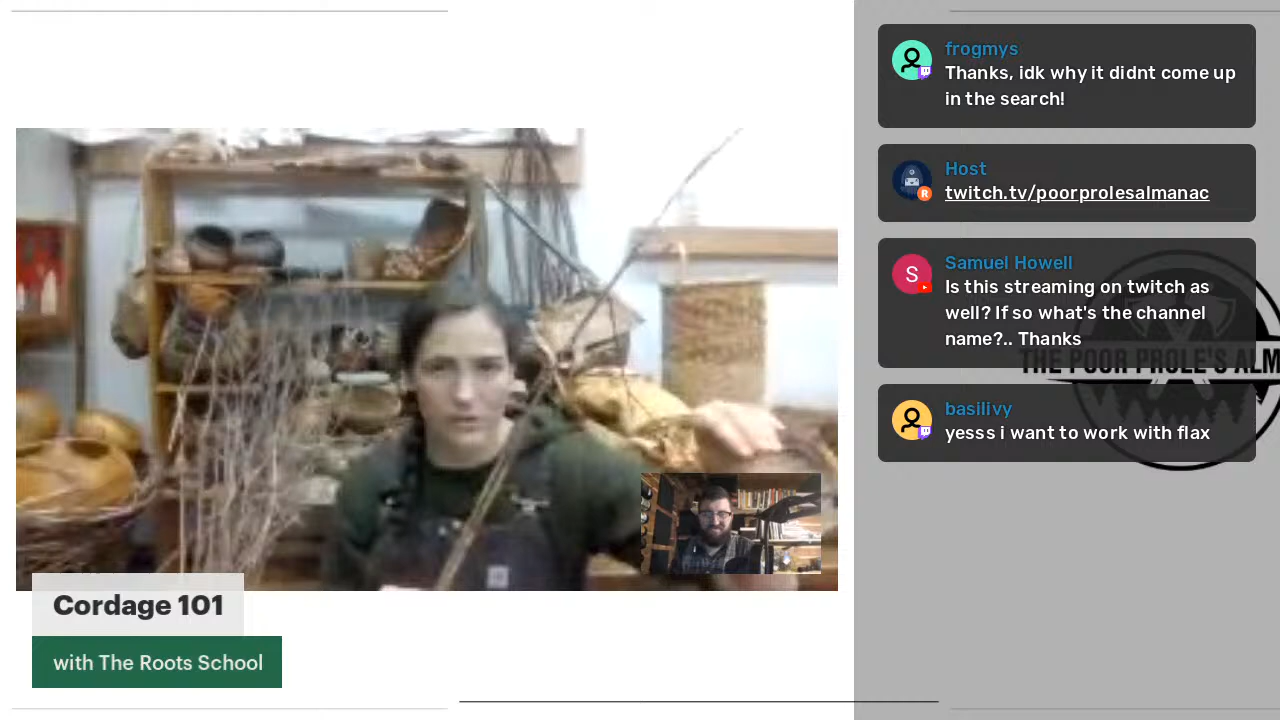 frogmys
Thanks, idk why it didnt come up
in the search!
Host
twitch.tv/poorprolesalmanac
Samuel Howell
Is this streaming on twitch as
well? If so what's the channel
name?.. Thanks
basilivy
yesss i want to work with flax
S
R
THE POOR PROLE'S ALM
Cordage 101
with The Roots School